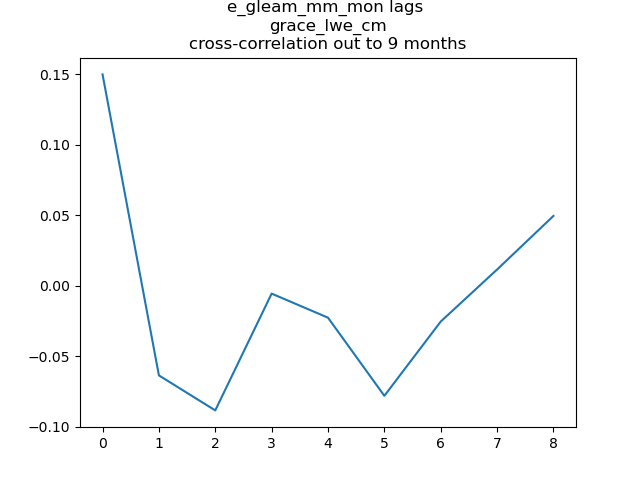 e_gleam_mm_mon lags
grace_lwe_cm
cross-correlation out to 9 months
0.15
0.10
0.05
0.00
−0.05
−0.10
0 1 2 3 4 5 6 7 8